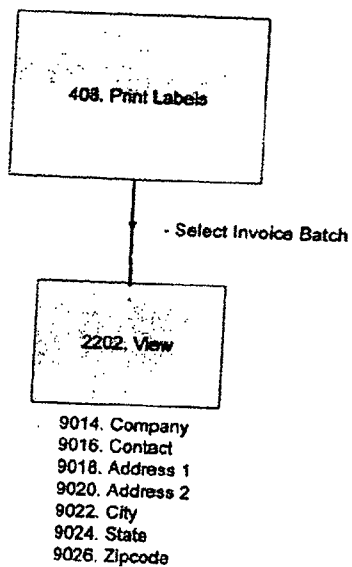 408. Print Labels
- Select Invoice Batch
2202. View
9014. Company
9016. Contact
9018. Address 1
9020. Address 2
9022. City
9024. State
9026. Zipcode